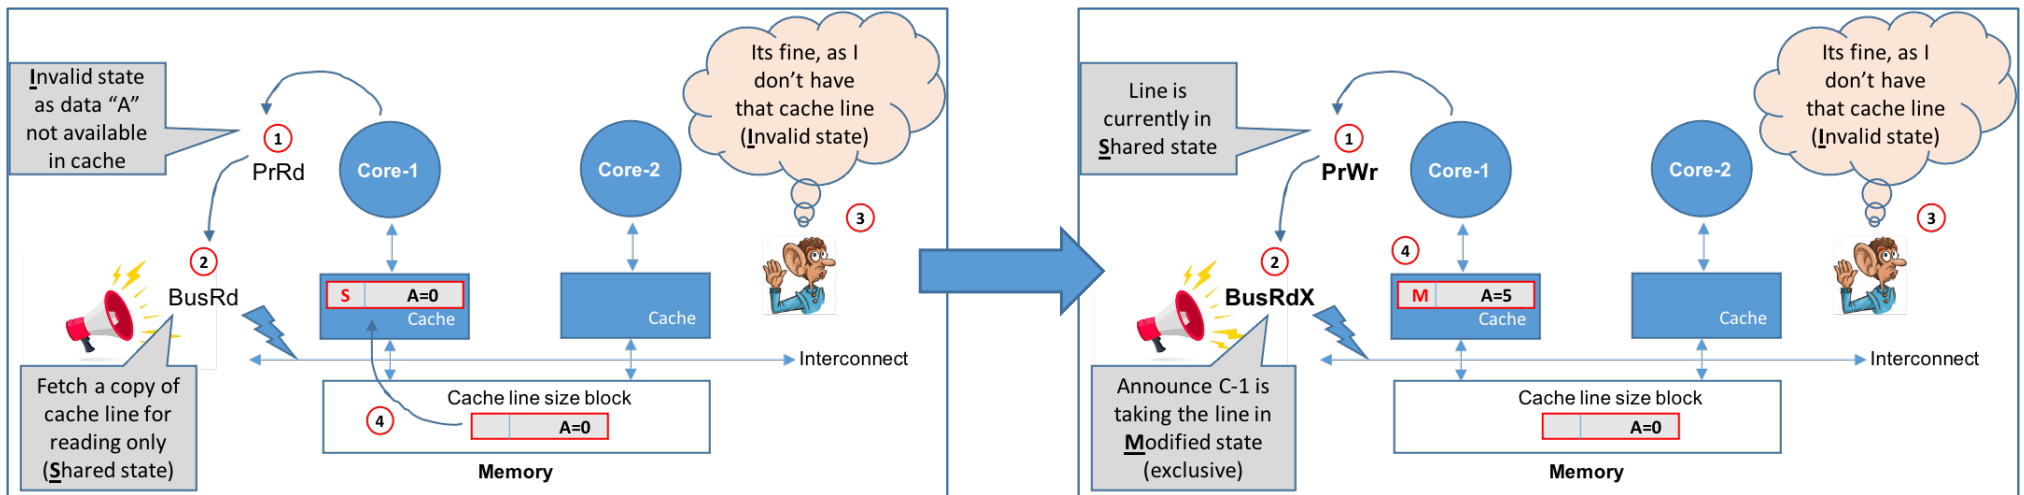 Invalid state
as data “A”
not available
in cache
1
PrRd
2
BusRd
Fetch a copy of
cache line for
reading only
(Shared state)
Core-1
Core-2
Its fine, as I
don’t have
that cache line
(Invalid state)
3
S A=0
Cache
Cache
Interconnect
Cache line size block
4
A=0
Memory
Line is
currently in
Shared state
1
PrWr
2
BusRdX
Announce C-1 is
taking the line in
Modified state
(exclusive)
Core-1
Core-2
Its fine, as I
don’t have
that cache line
(Invalid state)
3
4
M A=5
Cache
Cache
Interconnect
Cache line size block
A=0
Memory